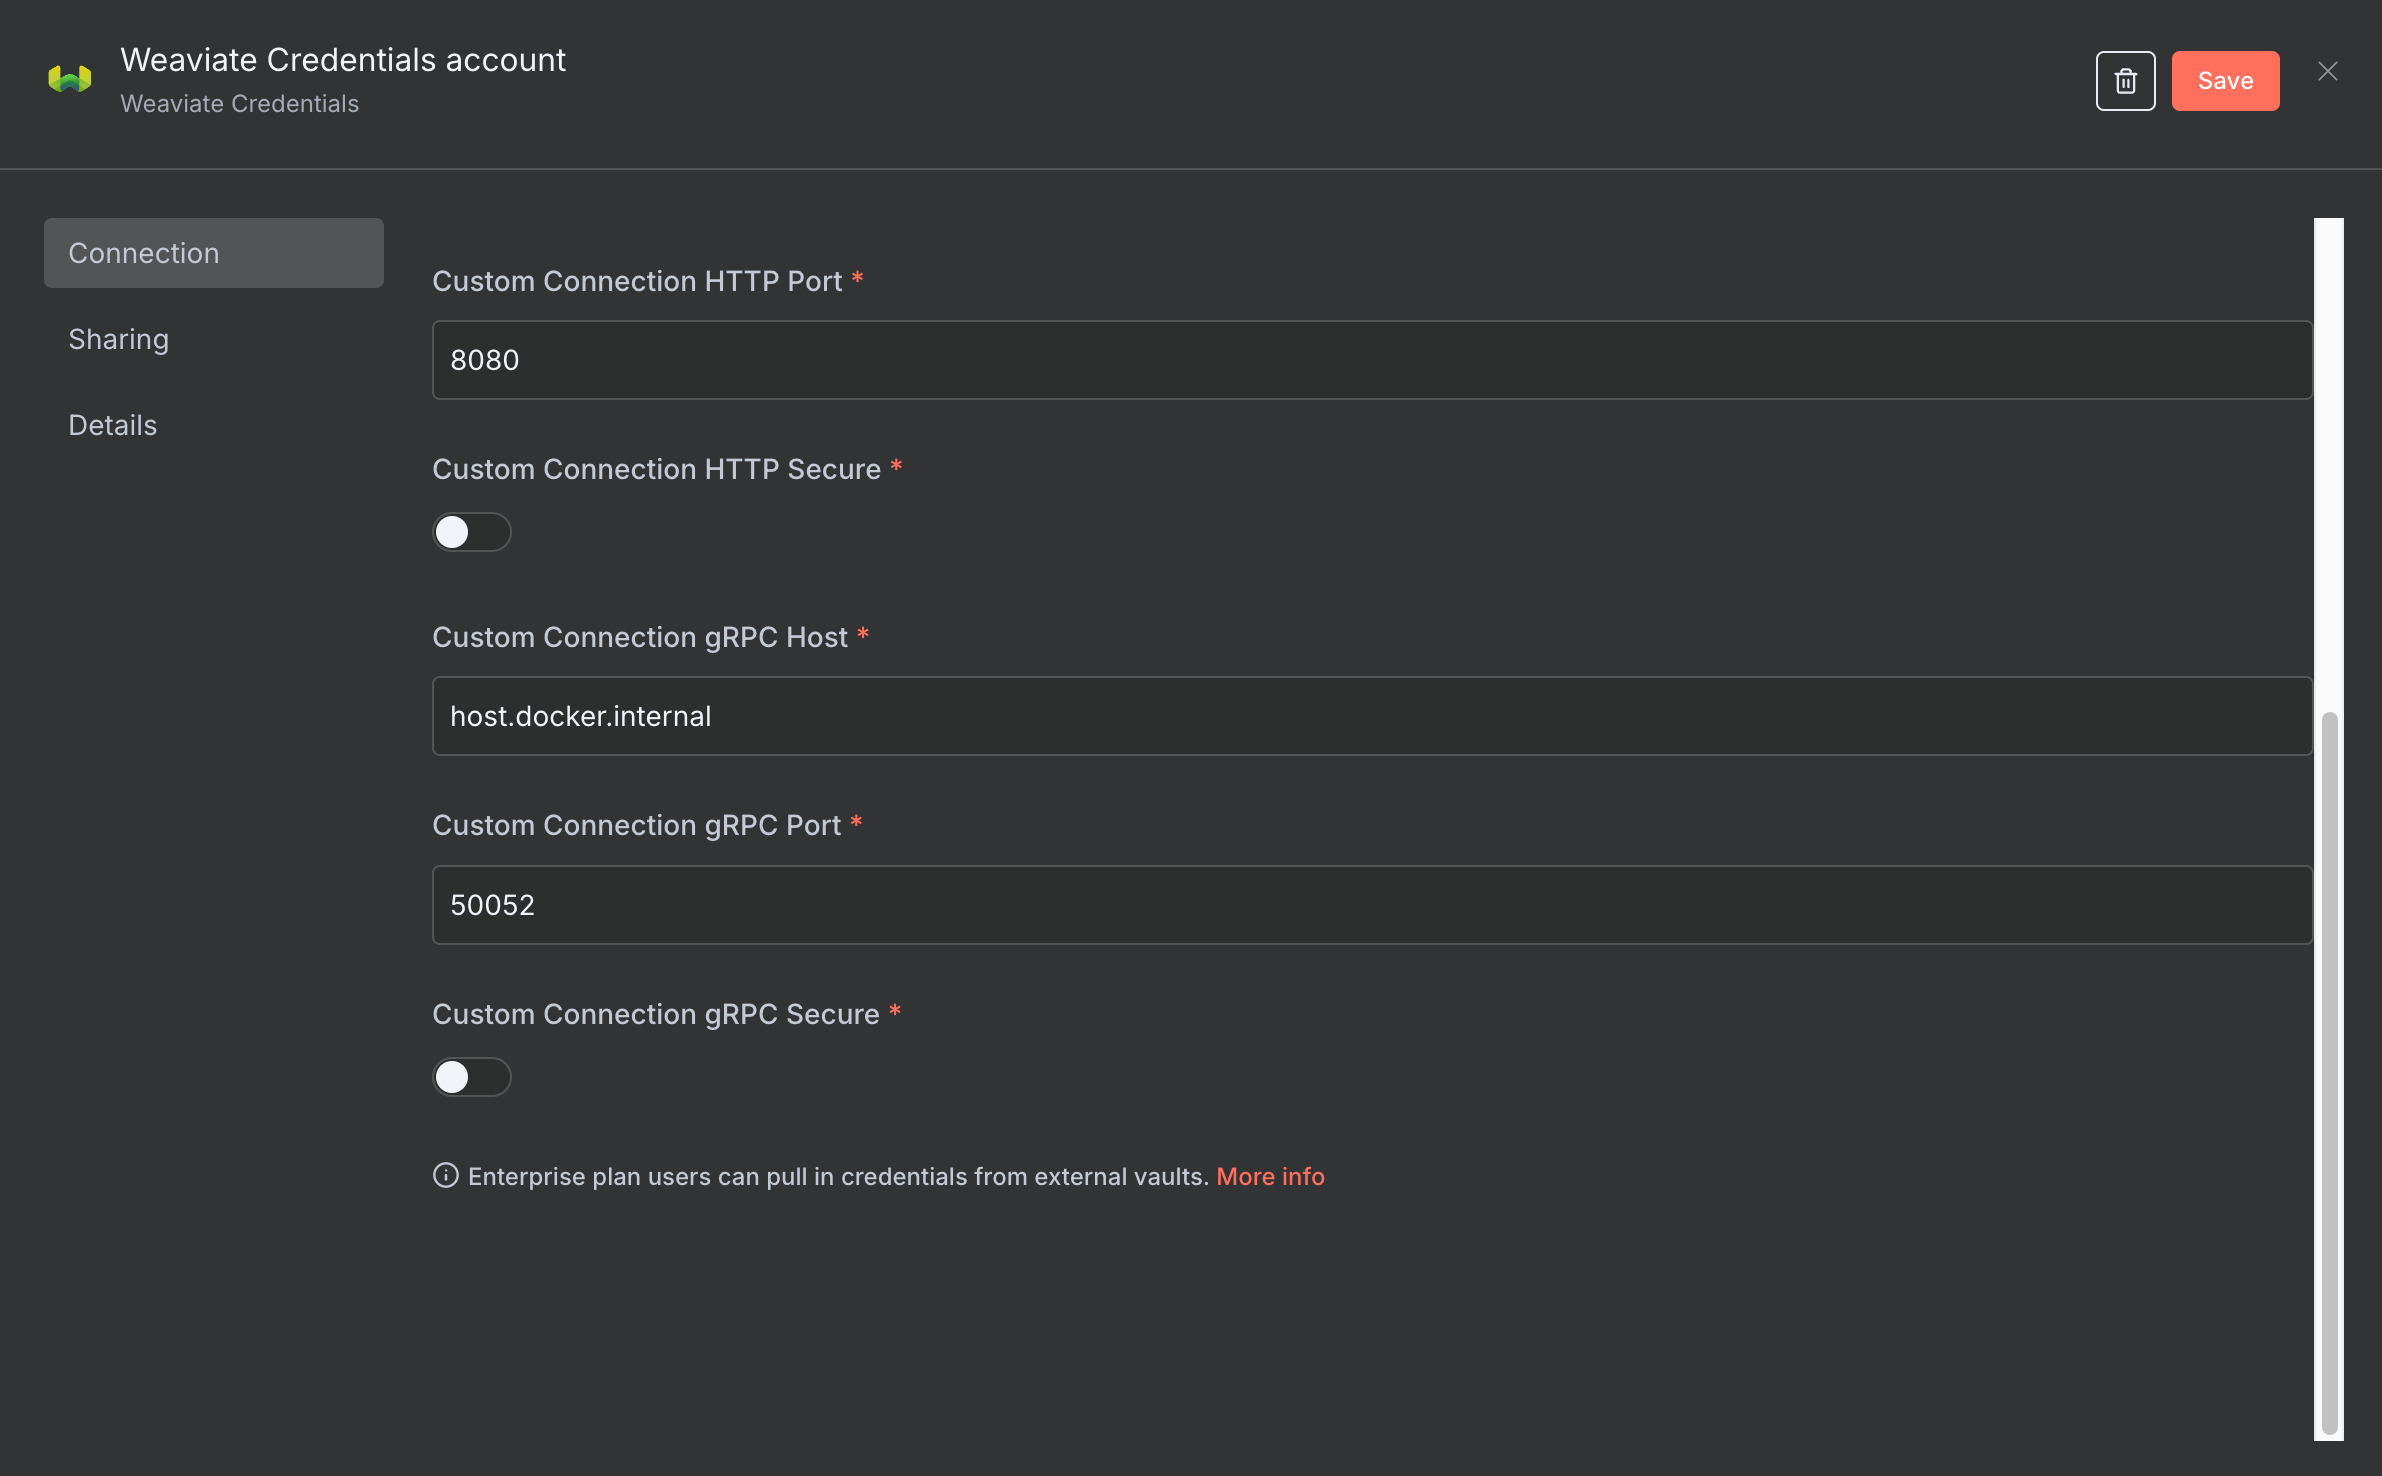 Weaviate Credentials account
Weaviate Credentials
Save
Connection
Sharing
Details
Custom Connection HTTP Port *
8080
Custom Connection HTTP Secure *
Custom Connection gRPC Host *
host.docker.internal
Custom Connection gRPC Port *
50052
Custom Connection gRPC Secure *
Enterprise plan users can pull in credentials from external vaults. More info